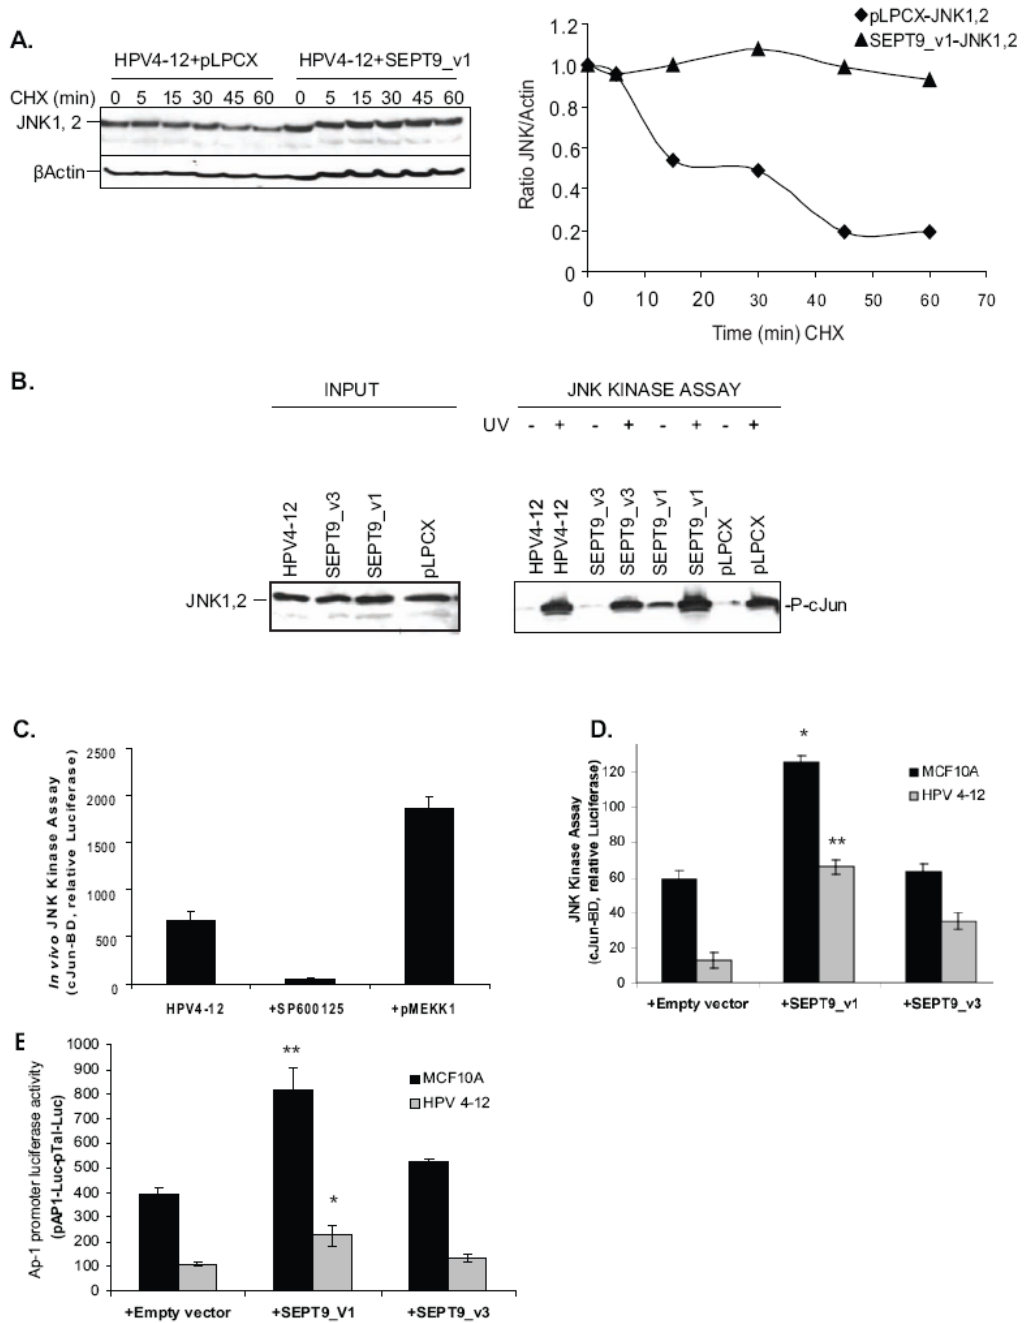 A.
HPV4-12+pLPCX HPV4-12+SEPT9_v1
CHX (min) 0 5 15 30 45 60 0 5 15 30 45 60
JNK1, 2
βActin
pLPCX-JNK1,2
SEPT9_v1-JNK1,2
Ratio JNK/Actin
1.2
1.0
0.8
0.6
0.4
0.2
0
0 10 20 30 40 50 60 70
Time (min) CHX
B.
INPUT
HPV4-12
SEPT9_v3
SEPT9_v1
pLPCX
JNK1,2
JNK KINASE ASSAY
UV - + - + - + - +
HPV4-12
HPV4-12
SEPT9_v3
SEPT9_v3
SEPT9_v1
SEPT9_v1
pLPCX
pLPCX
-P-cJun
C.
In vivo JNK Kinase Assay
(cJun-BD, relative Luciferase)
2500
2000
1500
1000
500
0
HPV4-12 +SP600125 +pMEKK1
D.
JNK Kinase Assay
(cJun-BD, relative Luciferase)
120
100
80
60
40
20
0
*
**
MCF10A
HPV 4-12
+Empty vector +SEPT9_v1 +SEPT9_v3
E
Ap-1 promoter luciferase activity
(pAP1-Luc-pTal-Luc)
1000
900
800
700
600
500
400
300
200
100
0
**
*
MCF10A
HPV 4-12
+Empty vector +SEPT9_V1 +SEPT9_v3